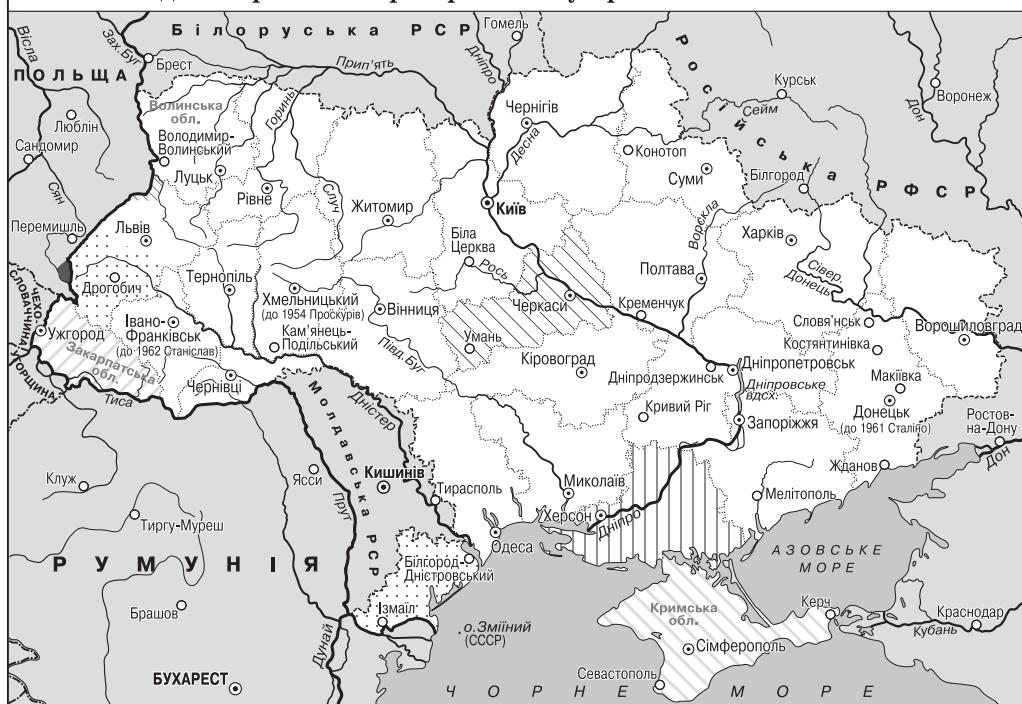 Білоруська РСР
Гомель
Вісла
Зах.Буг
Брест
Прип'ять
Дніпро
Російська РФСР
Курськ
Сейм
Дон
Воронеж
ПОЛЬЩА
Люблін
Сандомир
Сян
Перемишль
Волинська
обл.
Володимир-
Волинський
Луцьк
Горинь
Рівне
Случ
Чернігів
Десна
Конотоп
Суми
Білгород
Житомир
Київ
Ворскла
Харків
Львів
Дрогобич
Тернопіль
Хмельницький
(до 1954 Проскурів)
Кам'янець-
Подільський
Біла
Церква
Рось
Вінниця
Черкаси
Умань
Полтава
Кременчук
Сівер.
Донець
Слов'янськ
Костянтинівка
Ворошиловград
ЧЕХО-
СЛОВАЧЧИНА
УГОРЩИНА
Ужгород
Закарпатська
обл.
Івано-
Франківськ
(до 1962 Станіслав)
Чернівці
Тиса
Півд.Буг
Кіровоград
Дніпродзержинськ
Дніпропетровськ
Дніпровське
вдсх.
Кривий Ріг
Запоріжжя
Макіївка
Донецьк
(до 1961 Сталіно)
Ростов-
на-Дону
Дон
Жданов
Мелітополь
Молдавська РСР
Дністер
Кишинів
Тирасполь
Ясси
Прут
Клуж
Тиргу-Муреш
РУМУНІЯ
Брашов
БУХАРЕСТ
Дунай
Миколаїв
Херсон
Дніпро
Одеса
Білгород-
Дністровський
Ізмаїл
о.Зміїний
(СССР)
АЗОВСЬКЕ
МОРЕ
Кримська
обл.
Сімферополь
Севастополь
Керч
Краснодар
Кубань
ЧОРНЕ МОРЕ